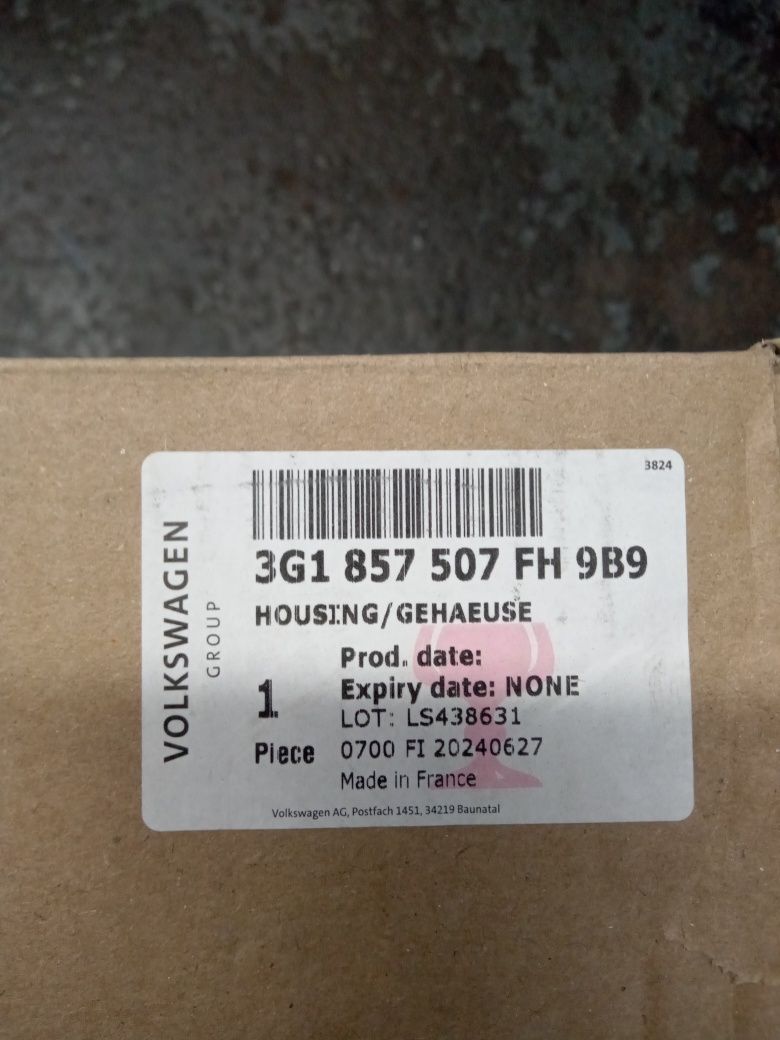 3824
VOLKSWAGEN
GROUP
3G1 857 507 FH 9B9
HOUSING/GEHAEUSE
Prod. date:
1 Expiry date: NONE
LOT: LS438631
Piece 0700 FI 20240627
Made in France
Volkswagen AG, Postfach 1451, 34219 Baunatal